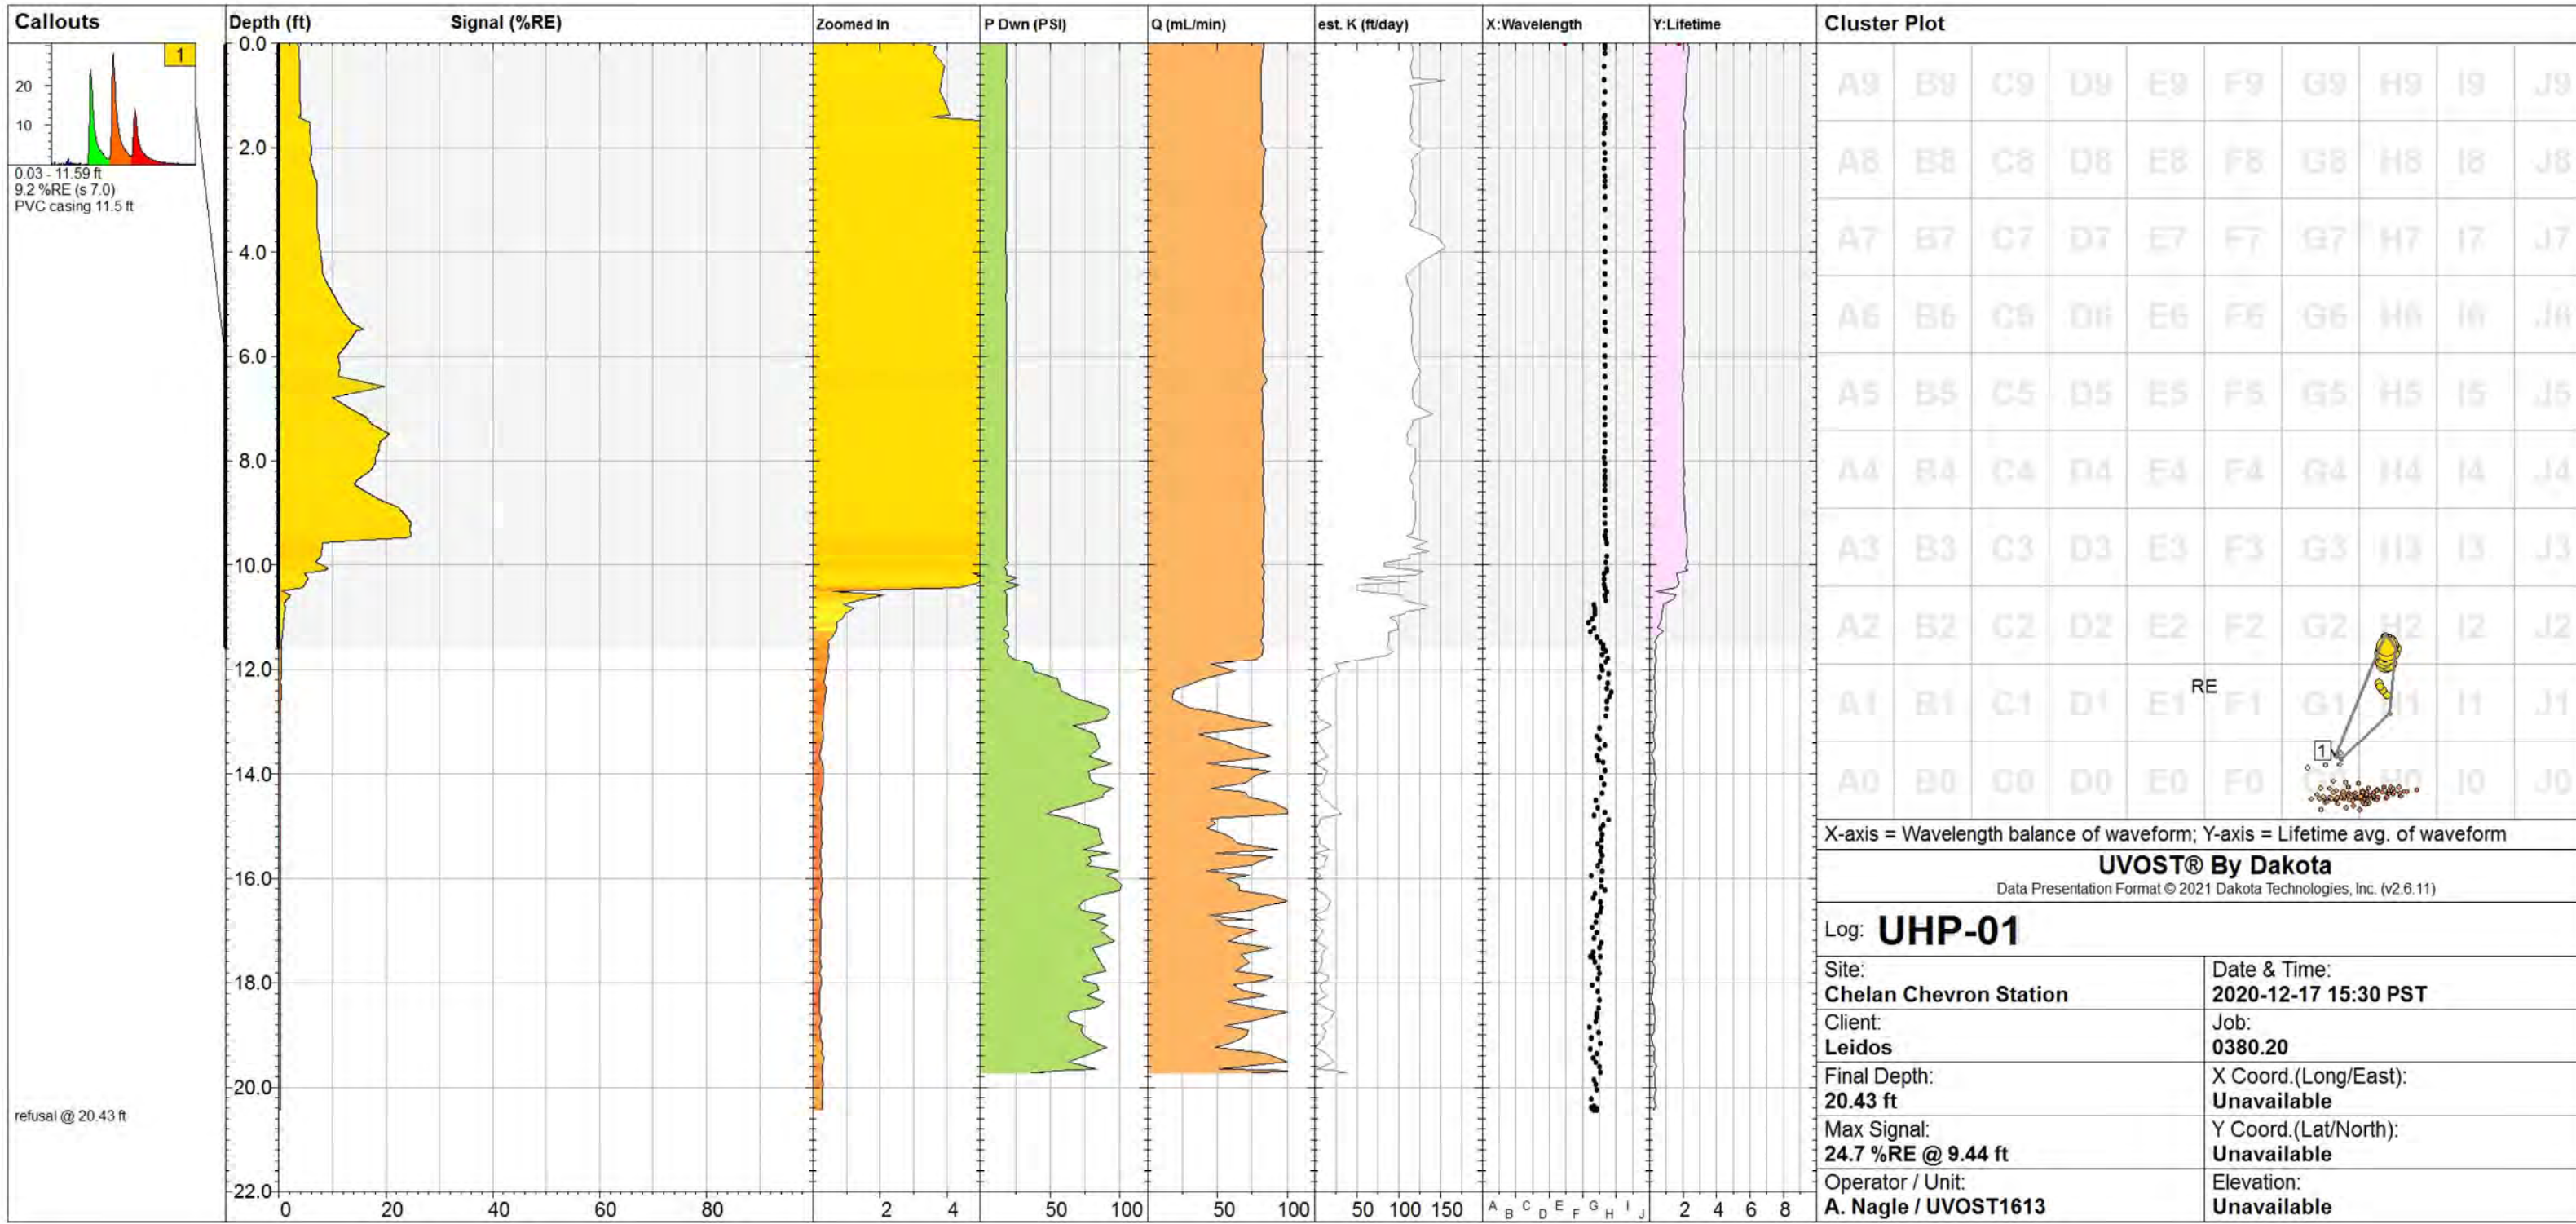 Callouts
Depth (ft)
Signal (%RE)
Zoomed In
P Dwn (PSI)
Q (mL/min)
est. K (ft/day)
X:Wavelength
Y:Lifetime
Cluster Plot
1
20
10
0.03 - 11.59 ft
9.2 %RE (s 7.0)
PVC casing 11.5 ft
refusal @ 20.43 ft
0.0
2.0
4.0
6.0
8.0
10.0
12.0
14.0
16.0
18.0
20.0
22.0
0 20 40 60 80
2 4
50 100
50 100
50 100 150
A B C D E F G H I J
2 4 6 8
A9 B9 C9 D9 E9 F9 G9 H9 I9 J9
A8 B8 C8 D8 E8 F8 G8 H8 I8 J8
A7 B7 C7 D7 E7 F7 G7 H7 I7 J7
A6 B6 C6 D6 E6 F6 G6 H6 I6 J6
A5 B5 C5 D5 E5 F5 G5 H5 I5 J5
A4 B4 C4 D4 E4 F4 G4 H4 I4 J4
A3 B3 C3 D3 E3 F3 G3 H3 I3 J3
A2 B2 C2 D2 E2 F2 G2 H2 I2 J2
RE
A1 B1 C1 D1 E1 F1 G1 H1 I1 J1
1
A0 B0 C0 D0 E0 F0 G0 H0 I0 J0
X-axis = Wavelength balance of waveform; Y-axis = Lifetime avg. of waveform
UVOST® By Dakota
Data Presentation Format © 2021 Dakota Technologies, Inc. (v2.6.11)
Log: UHP-01
Site:
Chelan Chevron Station
Date & Time:
2020-12-17 15:30 PST
Client:
Leidos
Job:
0380.20
Final Depth:
20.43 ft
X Coord.(Long/East):
Unavailable
Max Signal:
24.7 %RE @ 9.44 ft
Y Coord.(Lat/North):
Unavailable
Operator / Unit:
A. Nagle / UVOST1613
Elevation:
Unavailable